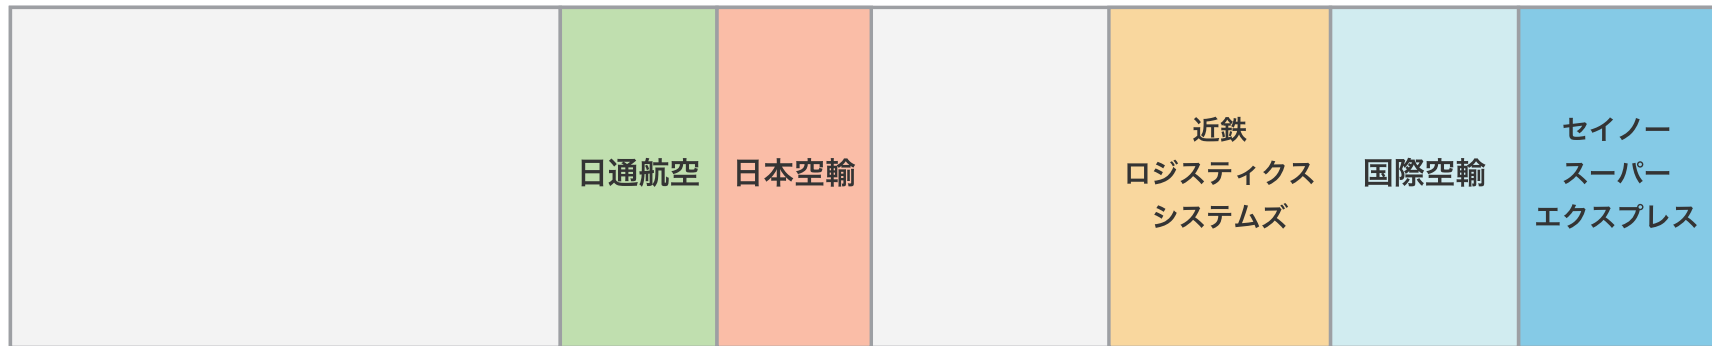 日通航空
日本空輸
近鉄
ロジスティクス
システムズ
国際空輸
セイノー
スーパー
エクスプレス